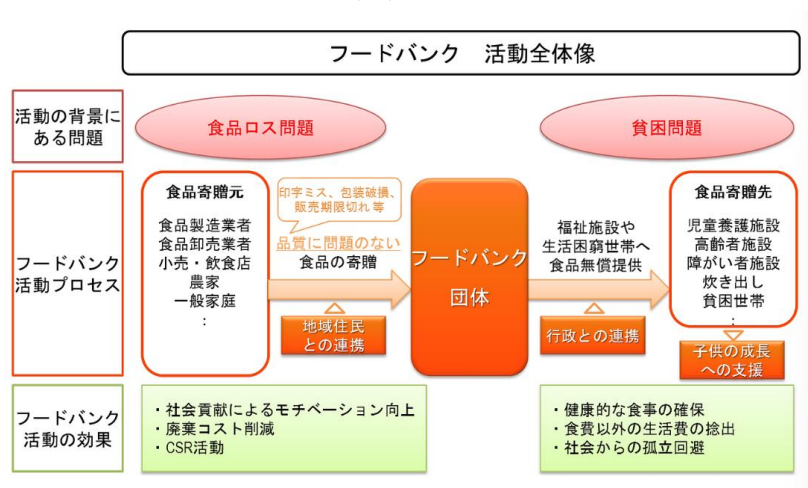 フードバンク　活動全体像
活動の背景に
ある問題
食品ロス問題
貧困問題
フードバンク
活動プロセス
食品寄贈元
食品製造業者
食品卸売業者
小売・飲食店
農家
一般家庭
:
印字ミス、包装破損、
販売期限切れ 等
品質に問題のない
食品の寄贈
地域住民
との連携
フードバンク
団体
福祉施設や
生活困窮世帯へ
食品無償提供
行政との連携
食品寄贈先
児童養護施設
高齢者施設
障がい者施設
炊き出し
貧困世帯
:
子供の成長
への支援
フードバンク
活動の効果
・社会貢献によるモチベーション向上
・廃棄コスト削減
・CSR活動
・健康的な食事の確保
・食費以外の生活費の捻出
・社会からの孤立回避